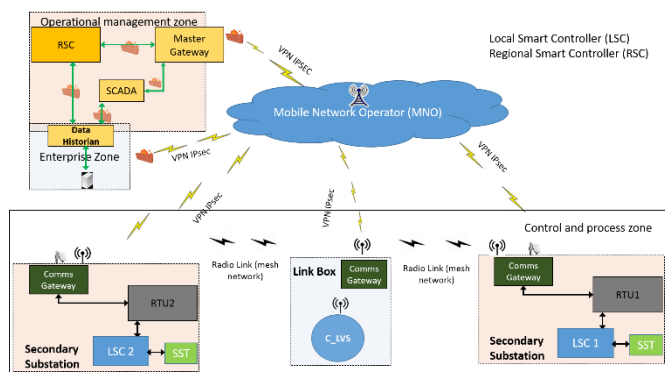 Operational management zone
RSC
Master
Gateway
SCADA
Data
Historian
Enterprise Zone
VPN IPSEC
Local Smart Controller (LSC)
Regional Smart Controller (RSC)
Mobile Network Operator (MNO)
VPN IPsec
VPN IPsec
VPN IPsec
VPN IPsec
Control and process zone
Comms
Gateway
RTU2
LSC 2
SST
Secondary
Substation
Radio Link (mesh
network)
Link Box
Comms
Gateway
C_LVS
Radio Link (mesh
network)
Comms
Gateway
RTU1
LSC 1
SST
Secondary
Substation